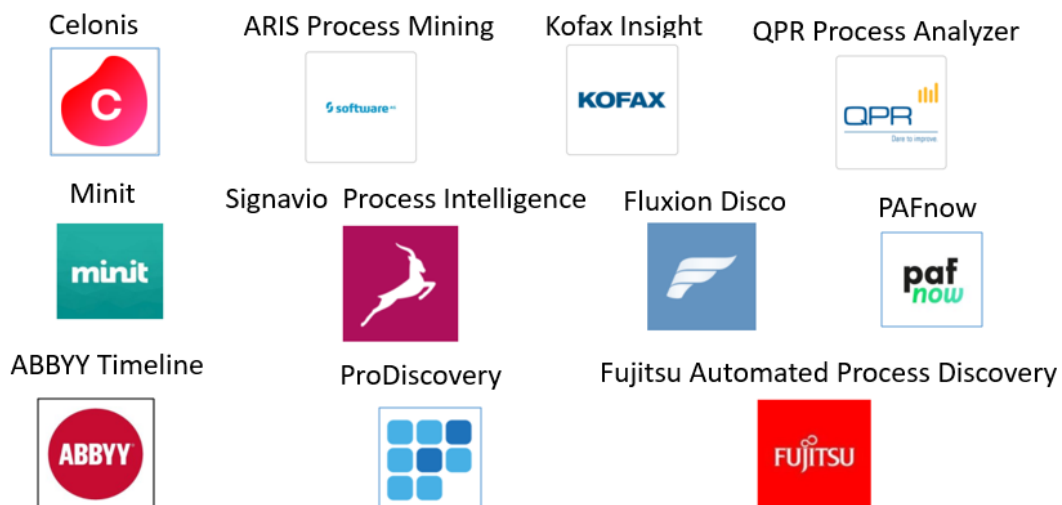 Celonis
ARIS Process Mining
Kofax Insight
QPR Process Analyzer
C
software AG
KOFAX
QPR
Dare to improve
Minit
Signavio  Process Intelligence
Fluxion Disco
PAFnow
minit
paf
now
ABBYY Timeline
ProDiscovery
Fujitsu Automated Process Discovery
ABBYY
FUJITSU